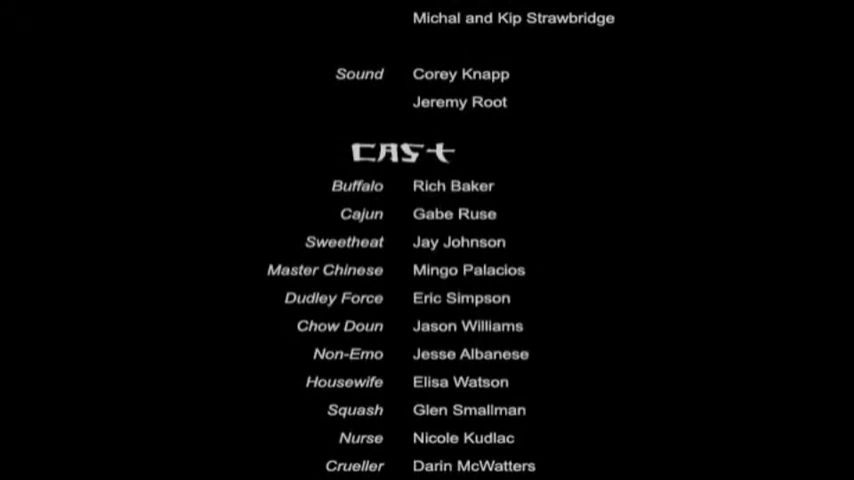 Michal and Kip Strawbridge
Sound Corey Knapp
Jeremy Root
CAST
Buffalo Rich Baker
Cajun Gabe Ruse
Sweetheat Jay Johnson
Master Chinese Mingo Palacios
Dudley Force Eric Simpson
Chow Doun Jason Williams
Non-Emo Jesse Albanese
Housewife Elisa Watson
Squash Glen Smallman
Nurse Nicole Kudlac
Crueller Darin McWatters